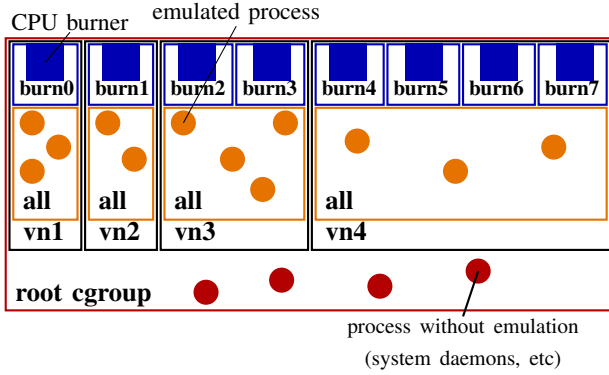 emulated process
CPU burner
burn0 burn1 burn2 burn3 burn4 burn5 burn6 burn7
all all all all
vn1 vn2 vn3 vn4
root cgroup
process without emulation
(system daemons, etc)